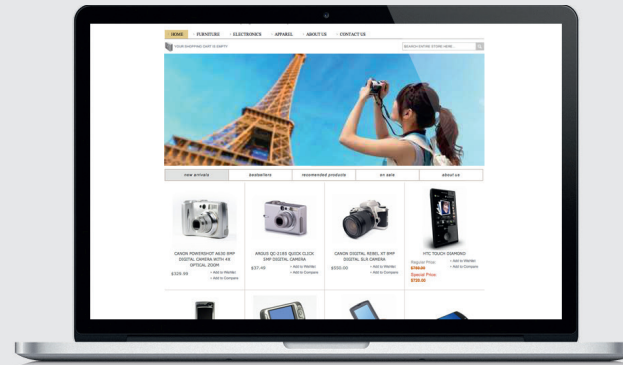 HOME FURNITURE ELECTRONICS APPAREL ABOUT US CONTACT US
YOUR SHOPPING CART IS EMPTY
SEARCH ENTIRE STORE HERE...
new arrivals bestsellers recomended products on sale about us
CANON POWERSHOT A630 8MP
DIGITAL CAMERA WITH 4X
OPTICAL ZOOM
$329.99
+ Add to Wishlist
+ Add to Compare
ARGUS QC-2185 QUICK CLICK
5MP DIGITAL CAMERA
$37.49
+ Add to Wishlist
+ Add to Compare
CANON DIGITAL REBEL XT 8MP
DIGITAL SLR CAMERA
$550.00
+ Add to Wishlist
+ Add to Compare
HTC TOUCH DIAMOND
Regular Price:
$750.00
Special Price:
$725.00
+ Add to Wishlist
+ Add to Compare